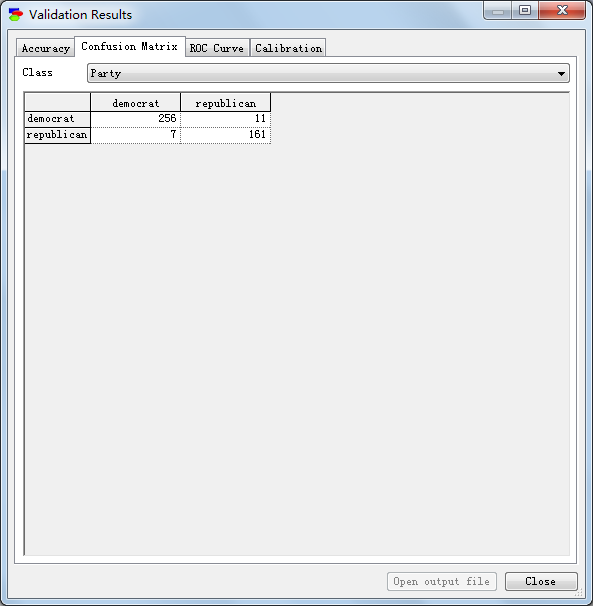 Validation Results
Accuracy Confusion Matrix ROC Curve Calibration
Class Party
democrat republican
democrat 256 11
republican 7 161
Open output file Close